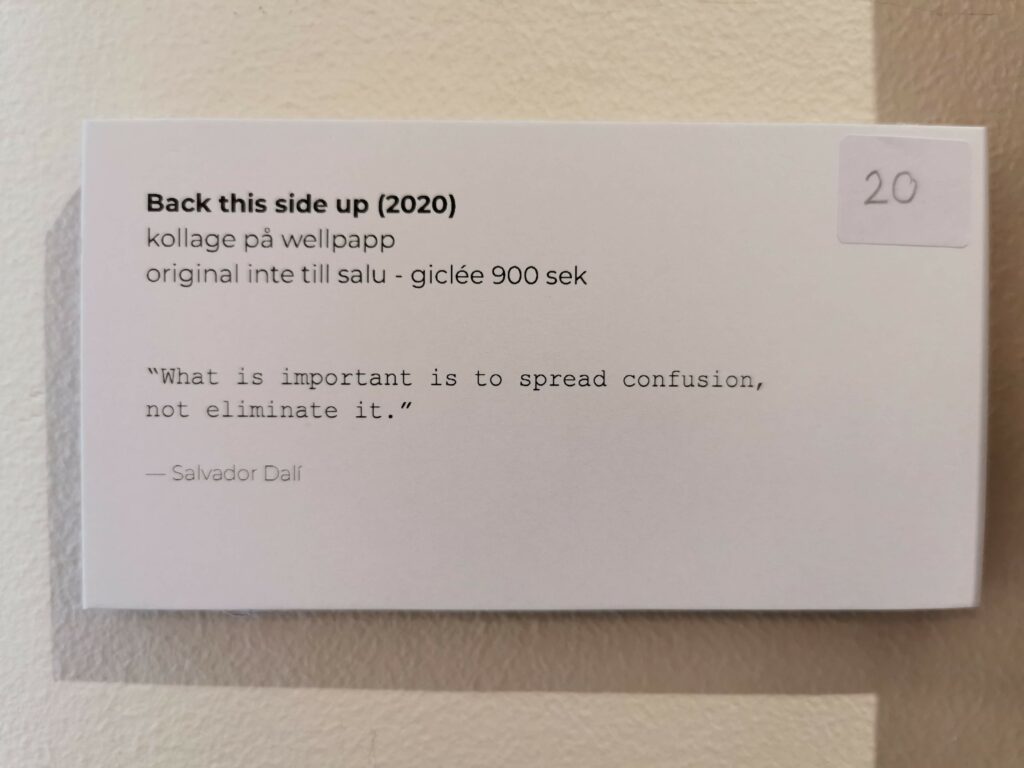 Back this side up (2020)
20
kollage på wellpapp
original inte till salu - giclée 900 sek
“What is important is to spread confusion,
not eliminate it.”
— Salvador Dalí